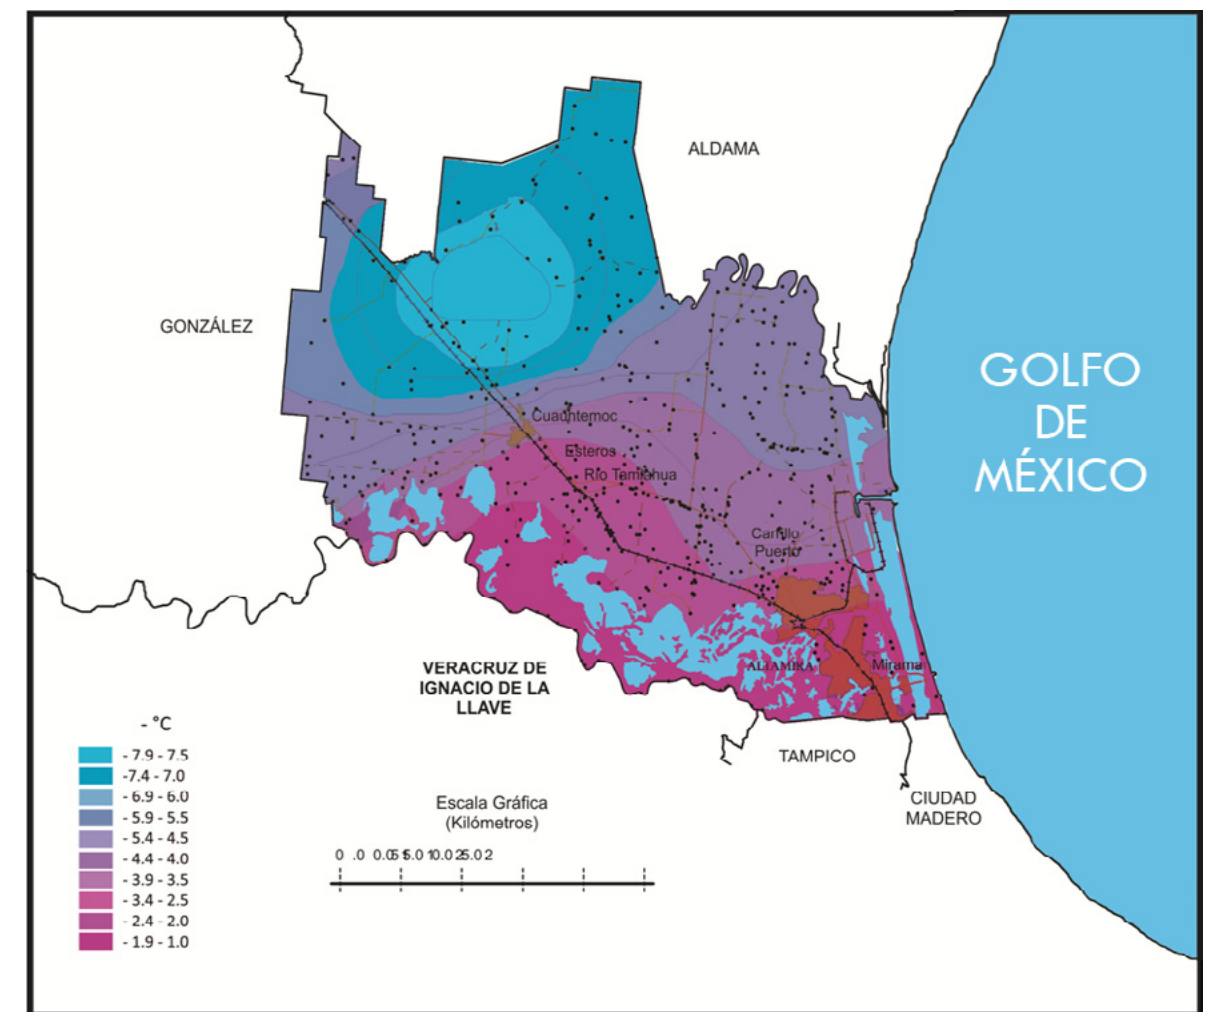 ALDAMA
GONZÁLEZ
GOLFO
DE
MÉXICO
Cuauhtemoc
Esteros
Río Tamiahua
Carrillo
Puerto
ALTAMIRA
Miramar
VERACRUZ DE
IGNACIO DE LA
LLAVE
TAMPICO
CIUDAD
MADERO
- °C
- 7.9 - 7.5
-7.4 - 7.0
- 6.9 - 6.0
- 5.9 - 5.5
- 5.4 - 4.5
- 4.4 - 4.0
- 3.9 - 3.5
- 3.4 - 2.5
- 2.4 - 2.0
- 1.9 - 1.0
Escala Gráfica
(Kilómetros)